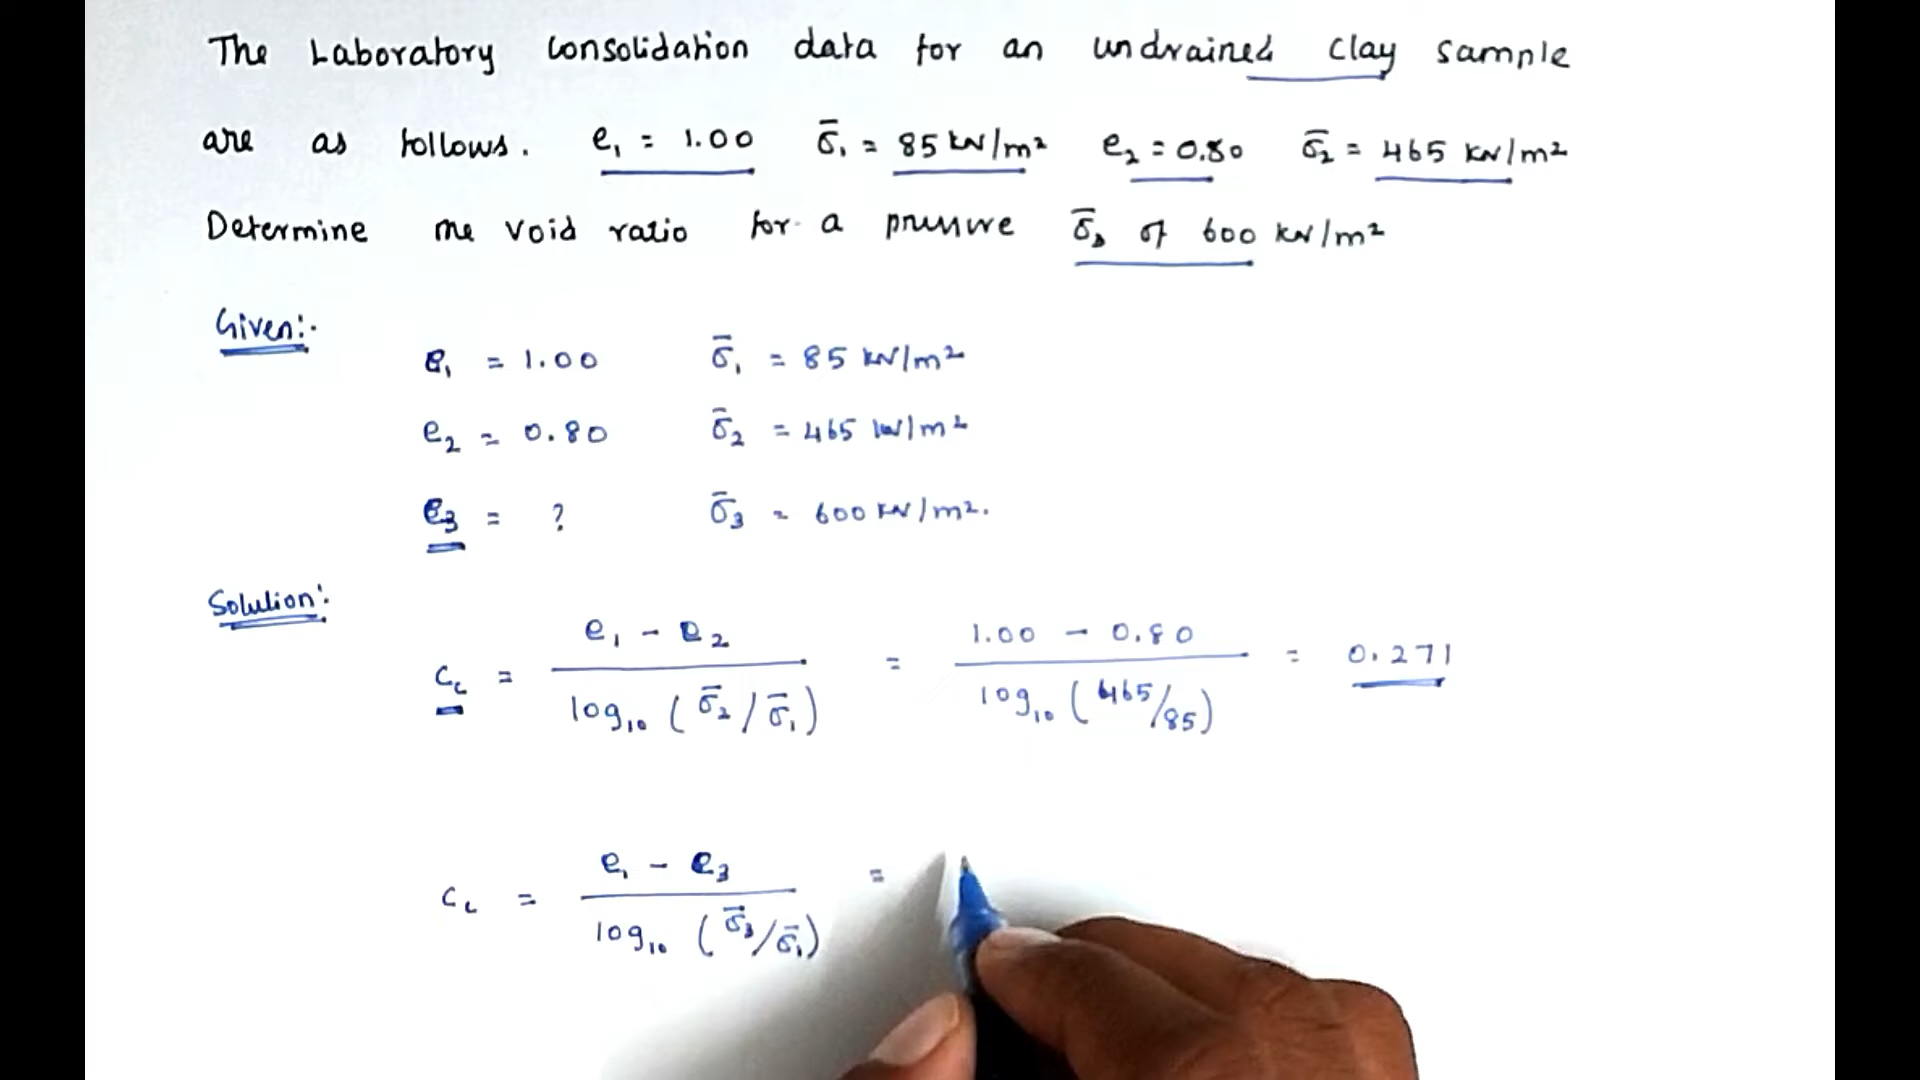 The Laboratory consolidation data for an undrained clay sample
are as follows. e₁ = 1.00 σ̄₁ = 85 kN/m² e₂ = 0.80 σ̄₂ = 465 kN/m²
Determine the void ratio for a pressure σ̄₃ of 600 kN/m²
Given:-
e₁ = 1.00 σ̄₁ = 85 kN/m²
e₂ = 0.80 σ̄₂ = 465 kN/m²
e₃ = ? σ̄₃ = 600 kN/m².
Solution:
C_c = (e₁ - e₂) / log₁₀ (σ̄₂/σ̄₁) = (1.00 - 0.80) / log₁₀ (465/85) = 0.271
C_c = (e₁ - e₃) / log₁₀ (σ̄₃/σ̄₁) =